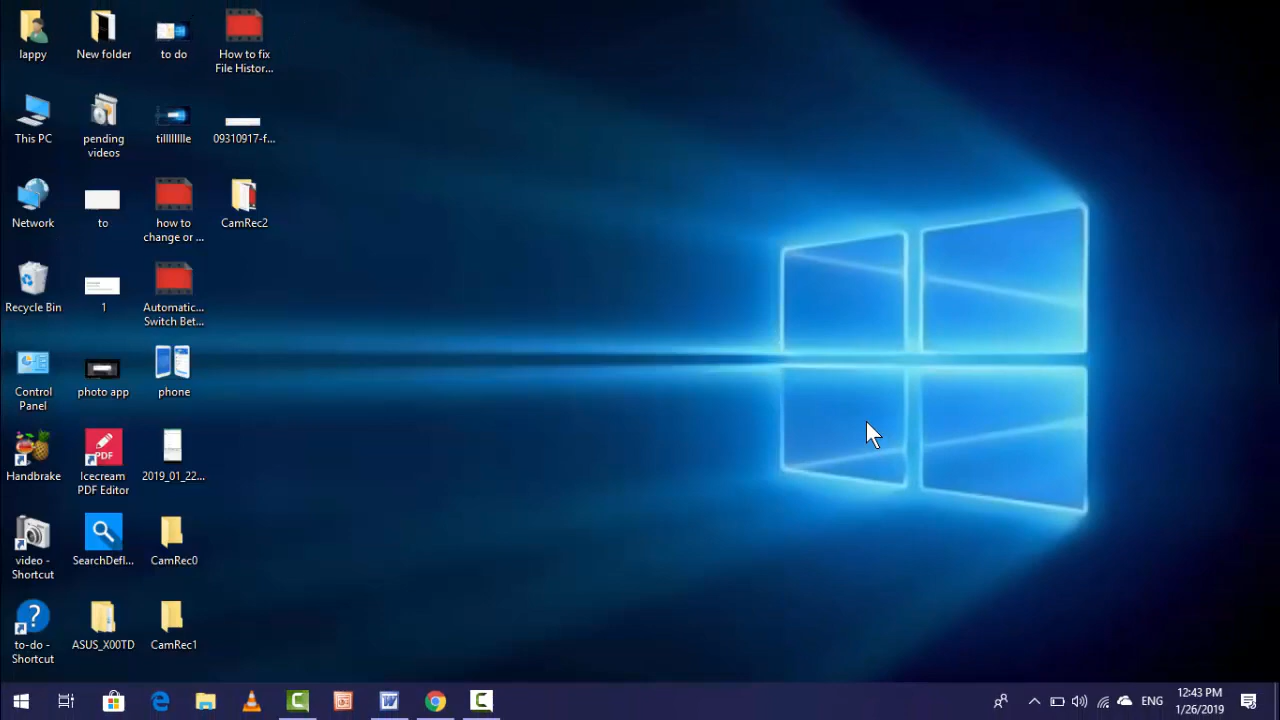 lappy
New folder
to do
How to fix
File Histor...
This PC
pending
videos
tillllllllle
09310917-f...
Network
to
how to
change or ...
CamRec2
Recycle Bin
1
Automatic...
Switch Bet...
Control
Panel
photo app
phone
Handbrake
PDF
Icecream
PDF Editor
2019_01_22...
video -
Shortcut
SearchDefl...
CamRec0
to-do -
Shortcut
ASUS_X00TD
CamRec1
ENG
12:43 PM
1/26/2019